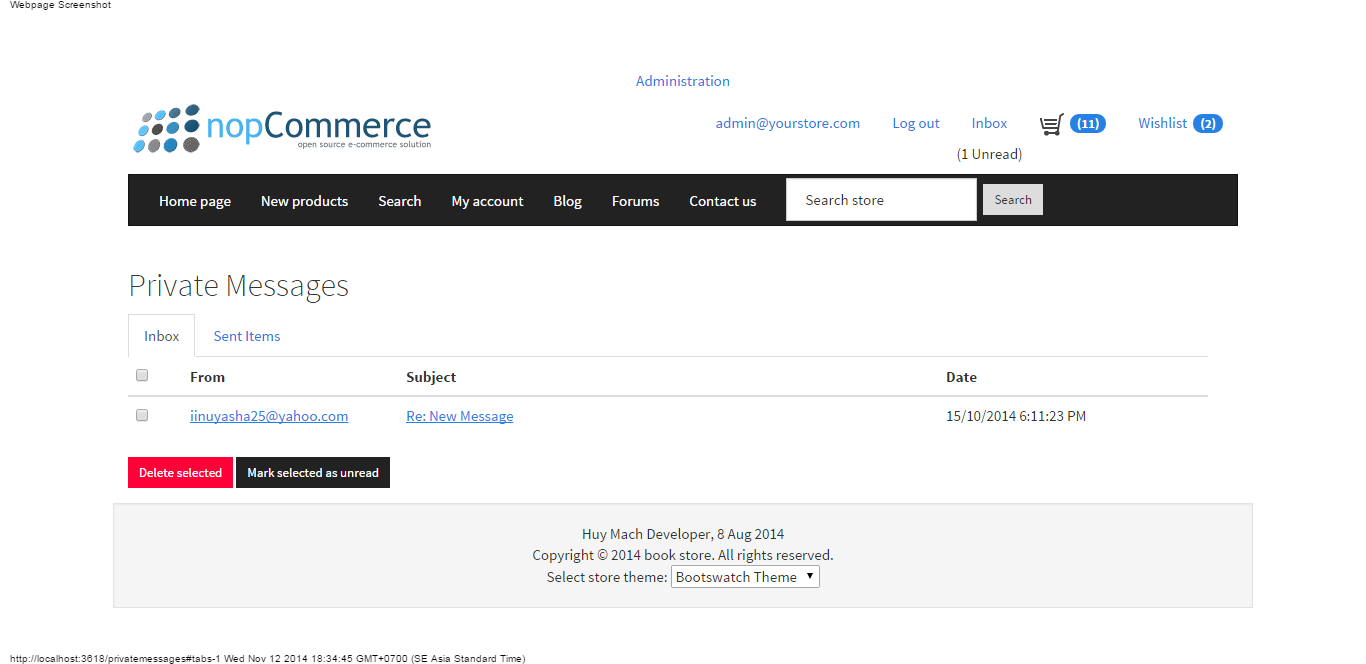 Webpage Screenshot
Administration
nopCommerce
open source e-commerce solution
admin@yourstore.com Log out Inbox (11) Wishlist (2)
(1 Unread)
Home page New products Search My account Blog Forums Contact us Search store Search
Private Messages
Inbox Sent Items
From Subject Date
iinuyasha25@yahoo.com Re: New Message 15/10/2014 6:11:23 PM
Delete selected Mark selected as unread
Huy Mach Developer, 8 Aug 2014
Copyright © 2014 book store. All rights reserved.
Select store theme: Bootswatch Theme
http://localhost:3618/privatemessages#tabs-1 Wed Nov 12 2014 18:34:45 GMT+0700 (SE Asia Standard Time)